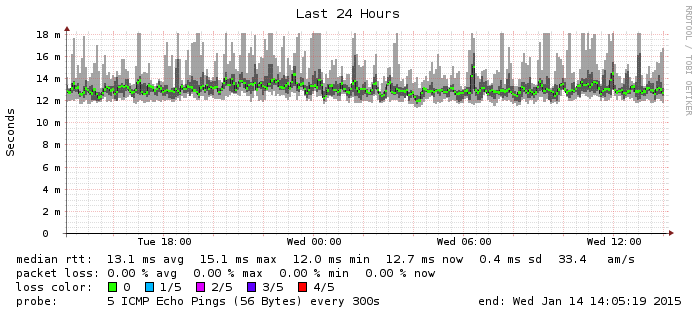 Last 24 Hours
RRDTOOL / TOBI OETIKER
Seconds
18 m
16 m
14 m
12 m
10 m
8 m
6 m
4 m
2 m
0
Tue 18:00 Wed 00:00 Wed 06:00 Wed 12:00
median rtt: 13.1 ms avg 15.1 ms max 12.0 ms min 12.7 ms now 0.4 ms sd 33.4 am/s
packet loss: 0.00 % avg 0.00 % max 0.00 % min 0.00 % now
loss color: 0 1/5 2/5 3/5 4/5
probe: 5 ICMP Echo Pings (56 Bytes) every 300s end: Wed Jan 14 14:05:19 2015